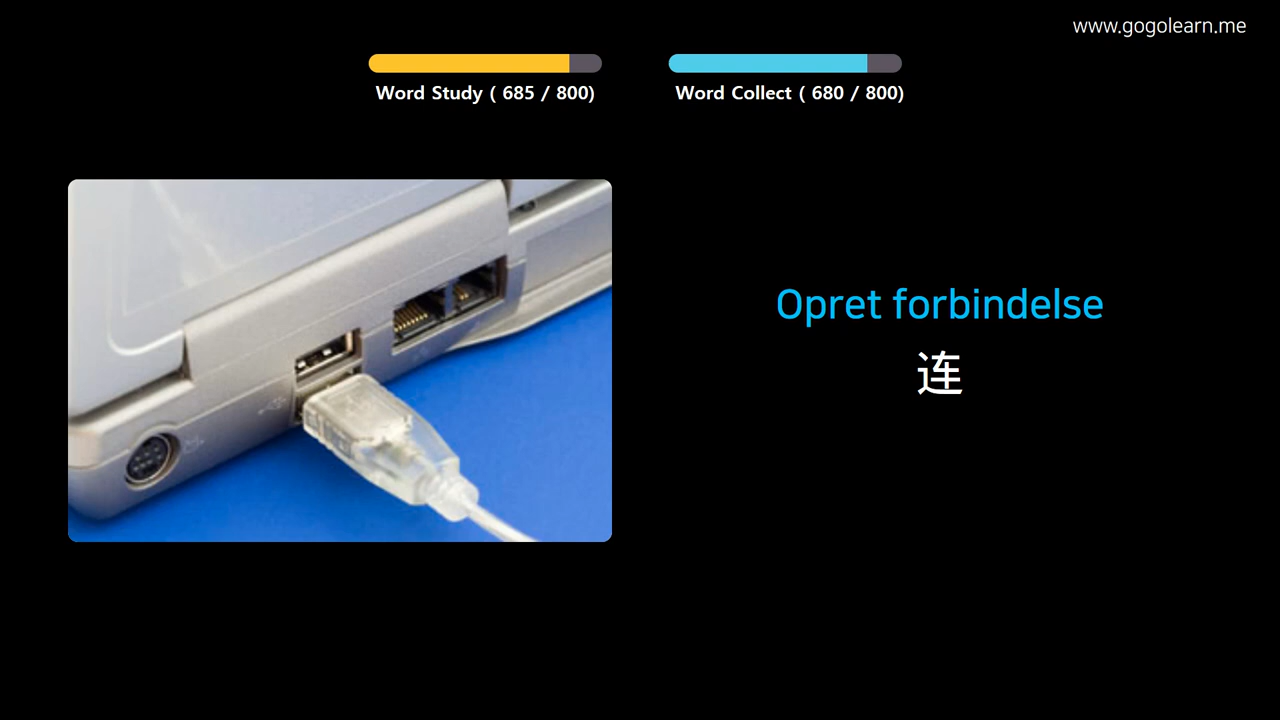 www.gogolearn.me
Word Study ( 685 / 800)
Word Collect ( 680 / 800)
Opret forbindelse
连